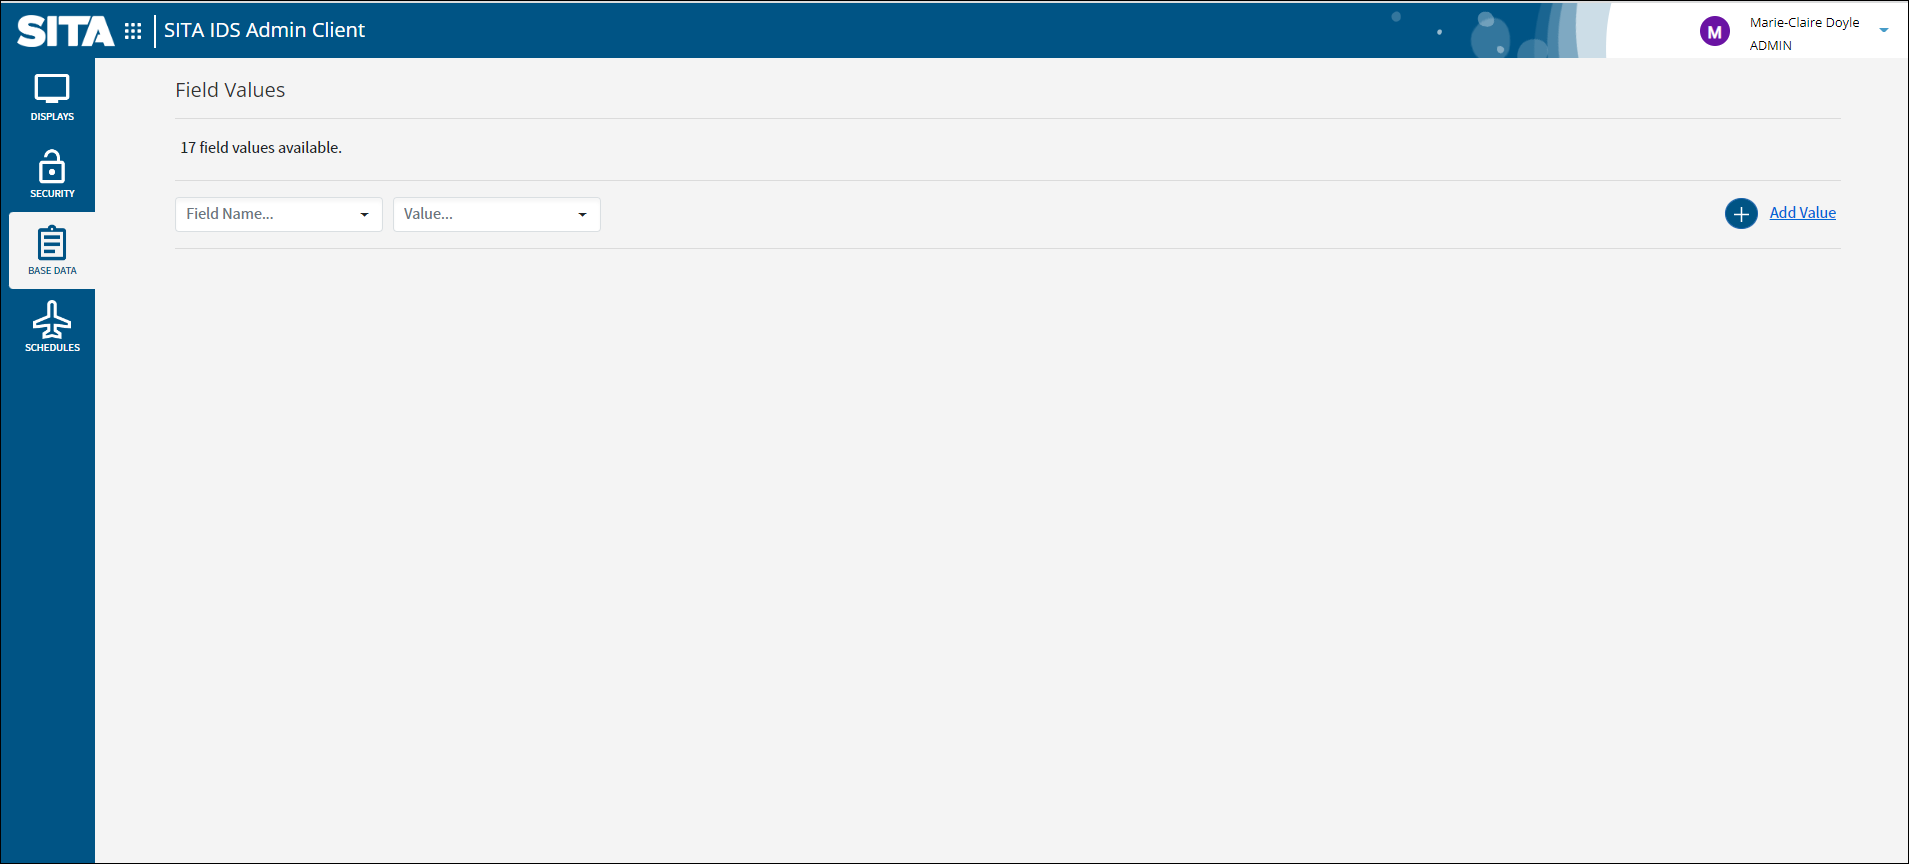 SITA
SITA IDS Admin Client
M
Marie-Claire Doyle
ADMIN
DISPLAYS
SECURITY
BASE DATA
SCHEDULES
Field Values
17 field values available.
Field Name...
Value...
Add Value